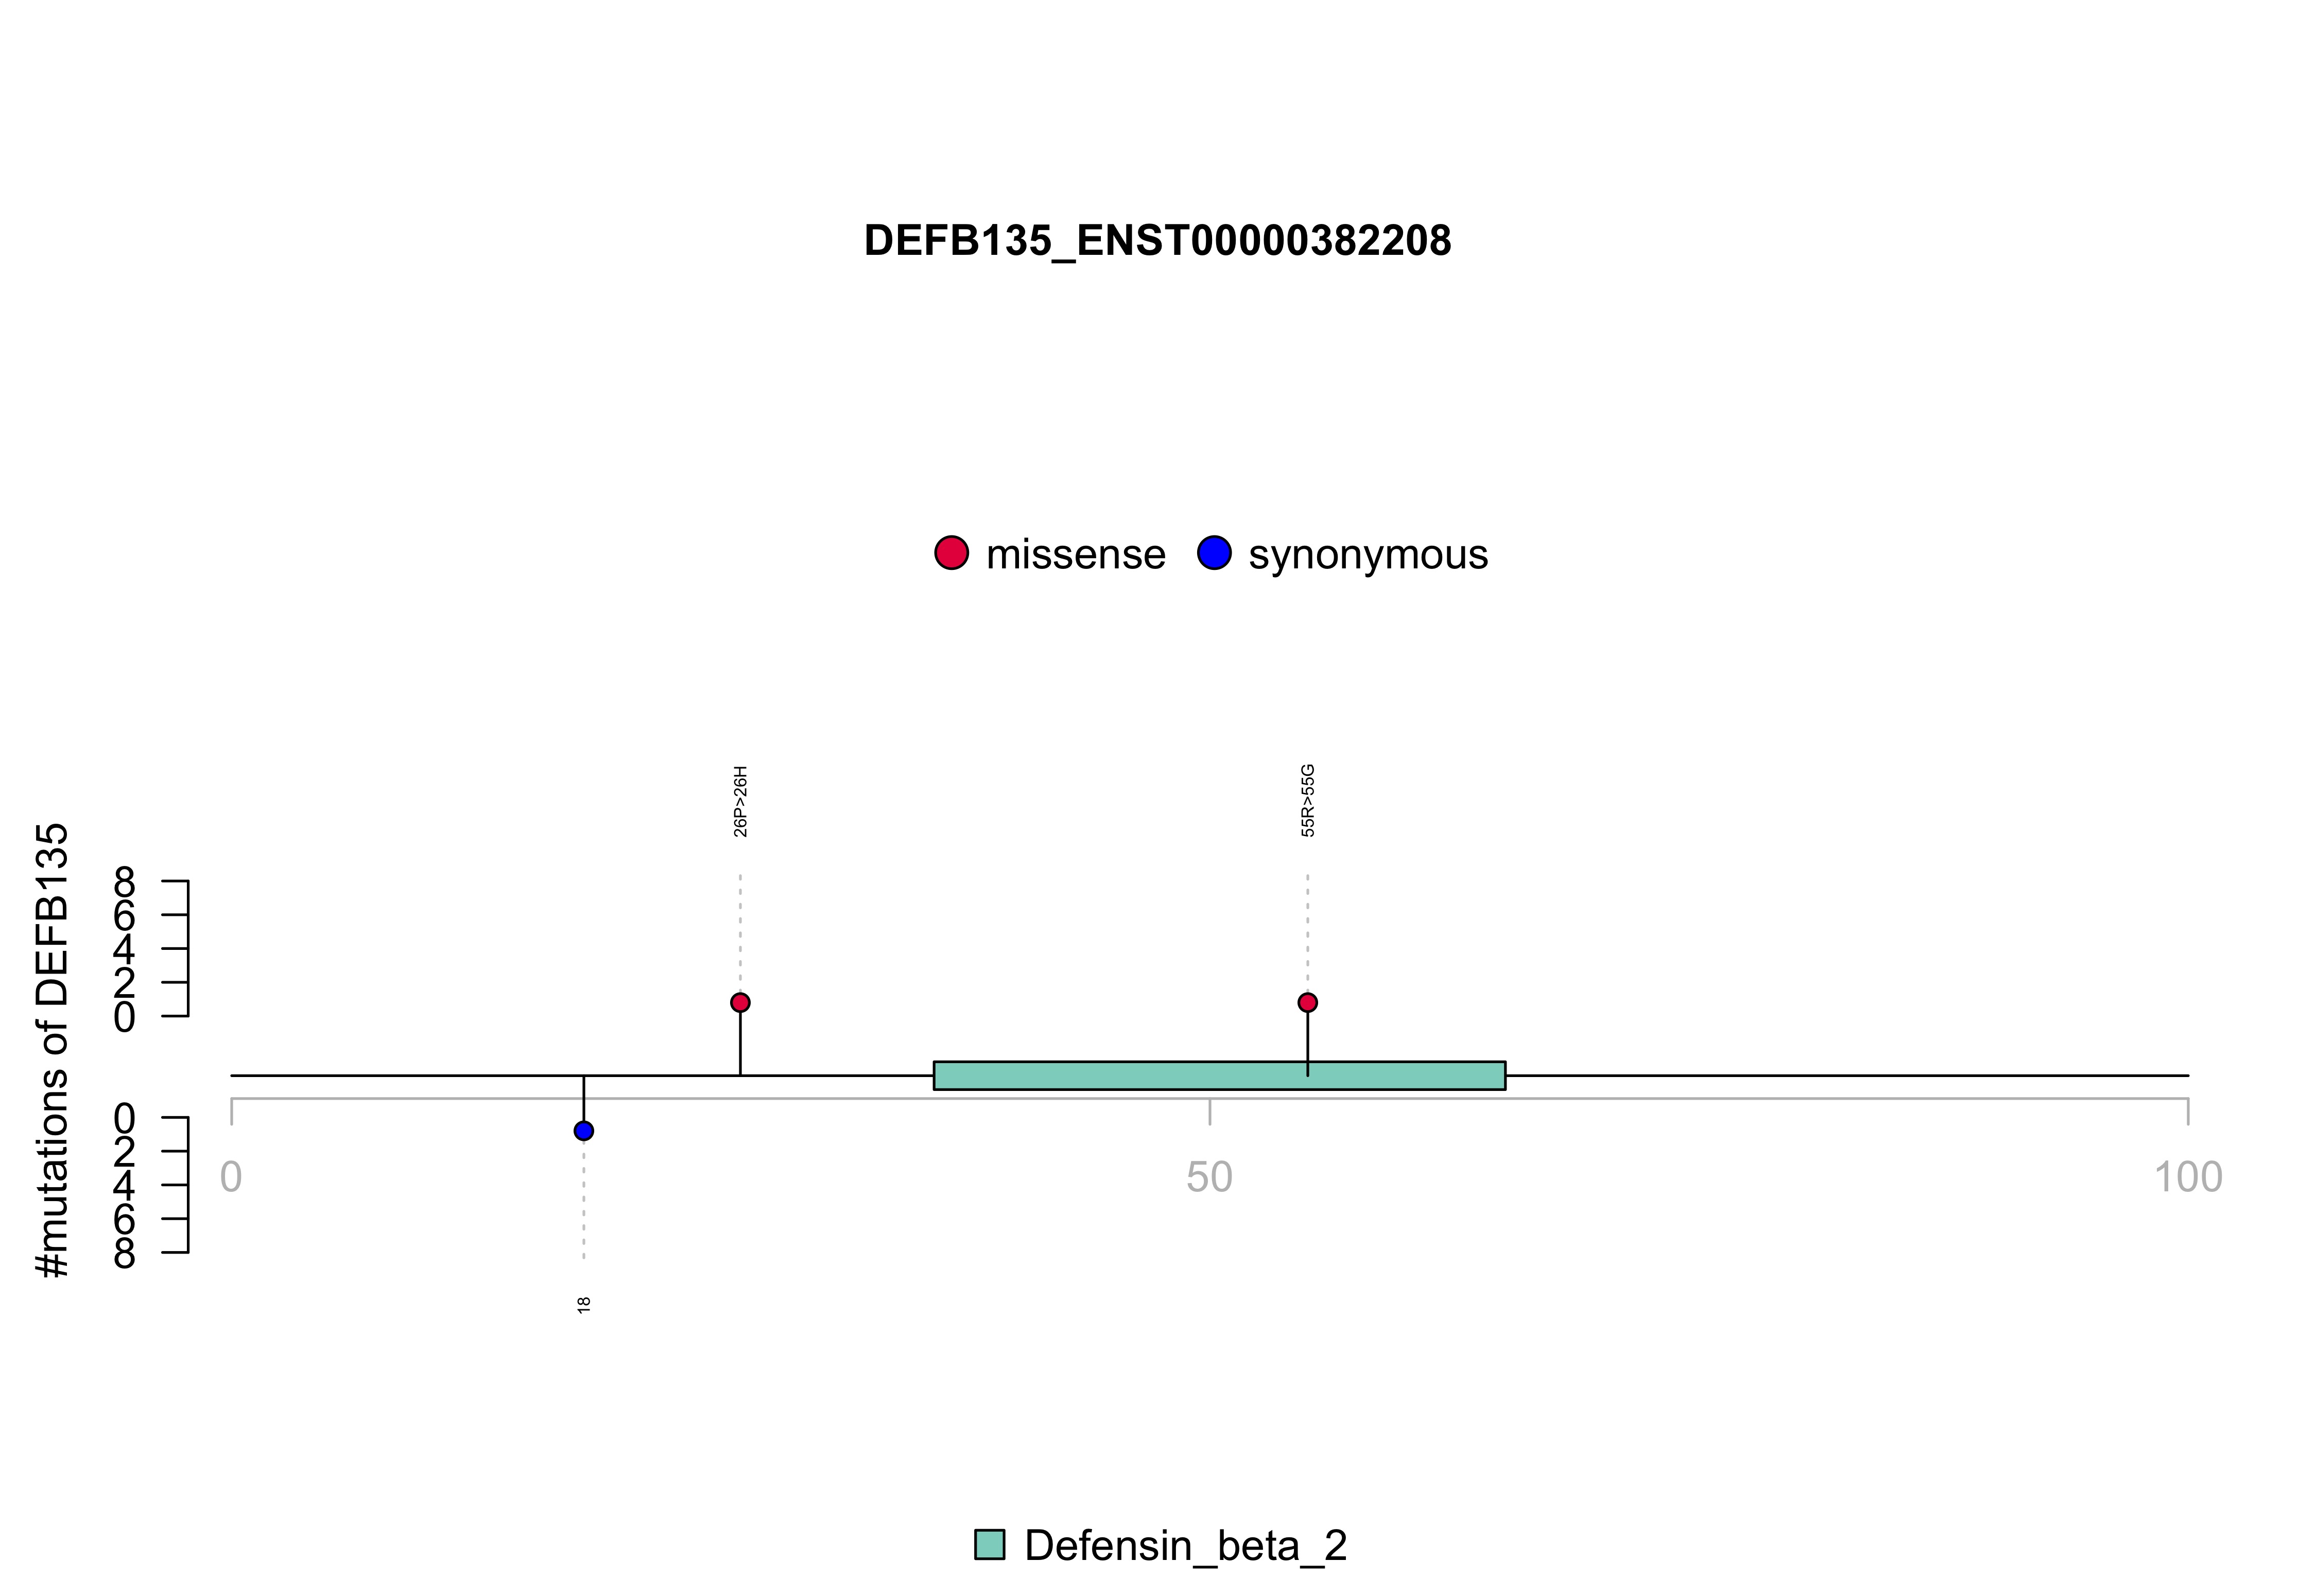 DEFB135_ENST00000382208
missense
synonymous
26P>26H
55R>55G
#mutations of DEFB135
8
6
4
2
0
0
2
4
6
8
0
50
100
18
Defensin_beta_2